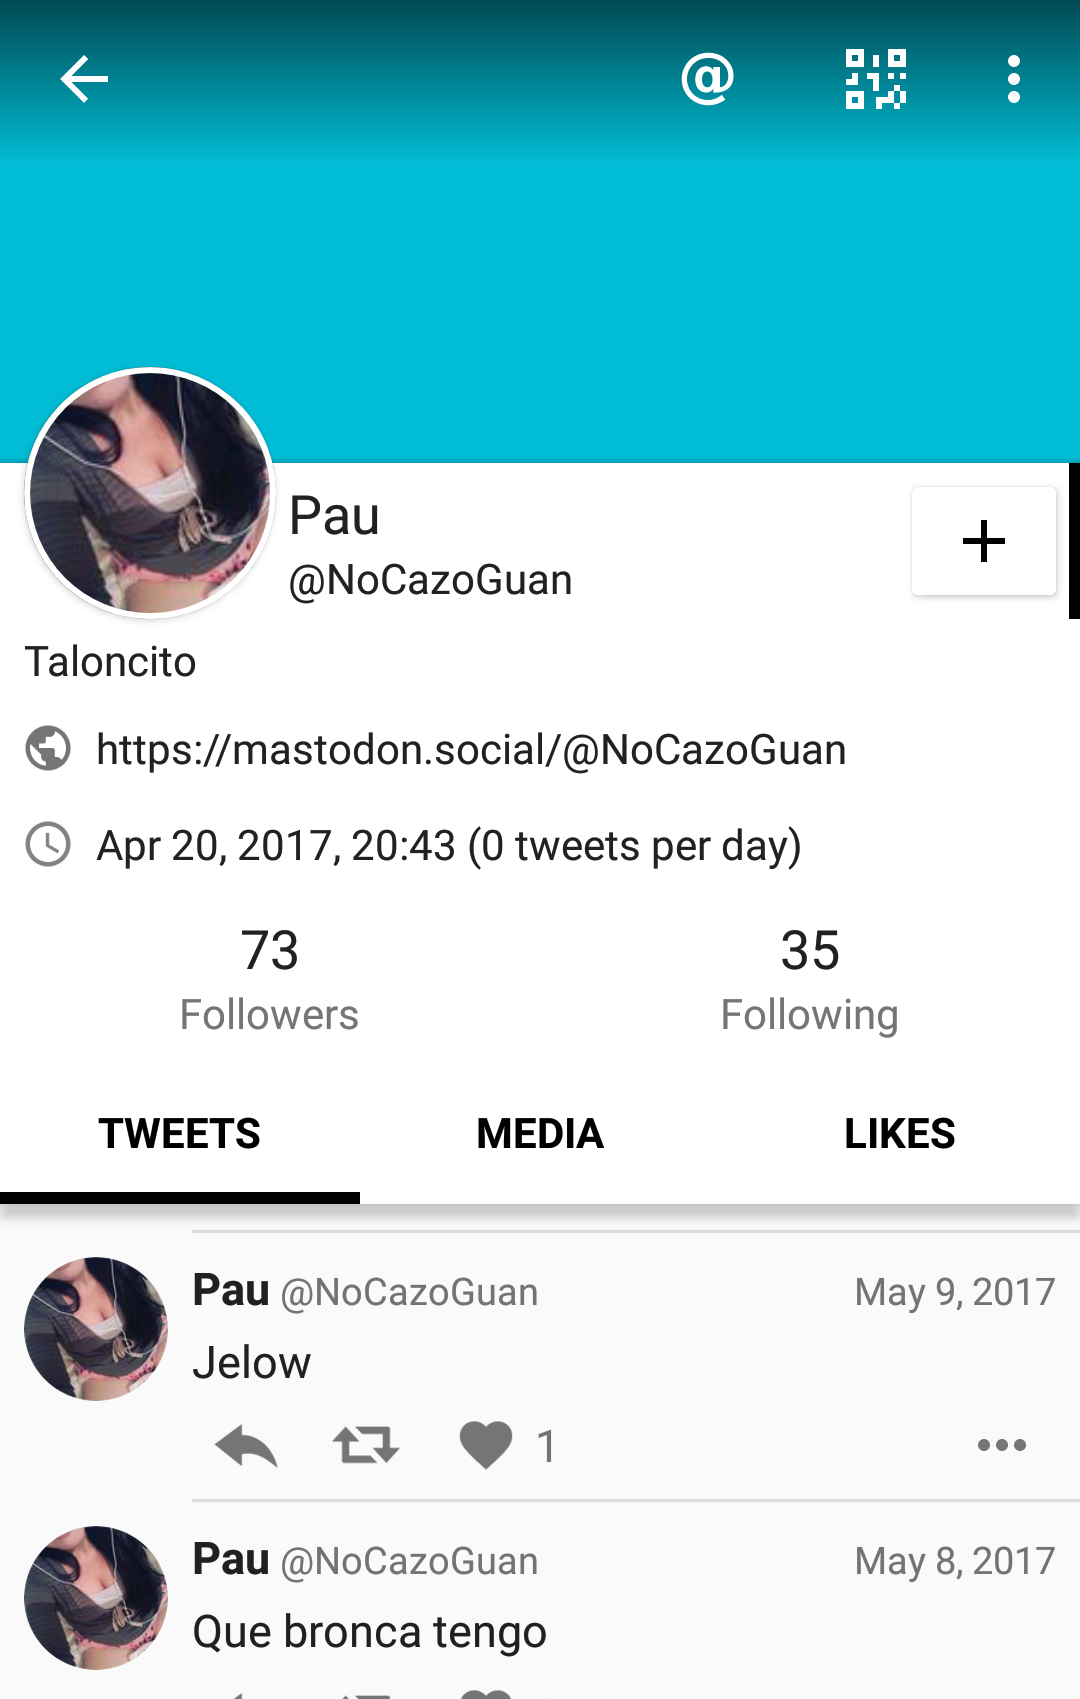 Pau
@NoCazoGuan
Taloncito
https://mastodon.social/@NoCazoGuan
Apr 20, 2017, 20:43 (0 tweets per day)
73
Followers
35
Following
TWEETS
MEDIA
LIKES
Pau @NoCazoGuan May 9, 2017
Jelow
1
Pau @NoCazoGuan May 8, 2017
Que bronca tengo